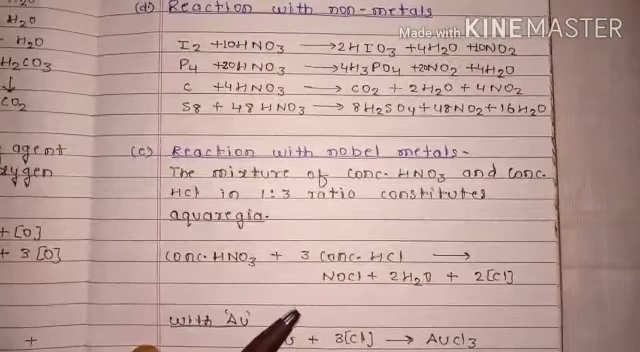 Made with KINEMASTER
(d) Reaction with non-metals
H2O
I2 + 10HNO3 → 2HIO3 + 4H2O + 10NO2
- H2O
P4 + 20HNO3 → 4H3PO4 + 20NO2 + 4H2O
H2CO3
↓
C + 4HNO3 → CO2 + 2H2O + 4NO2
CO2
S8 + 48HNO3 → 8H2SO4 + 48NO2 + 16H2O
agent
(e) Reaction with nobel metals-
The mixture of conc. HNO3 and conc.
HCl in 1:3 ratio constitutes
aquaregia.
+ [O]
+ 3[O]
conc. HNO3 + 3 conc. HCl →
NOCl + 2H2O + 2[Cl]
with 'Au'
+ 3[Cl] → AuCl3
+